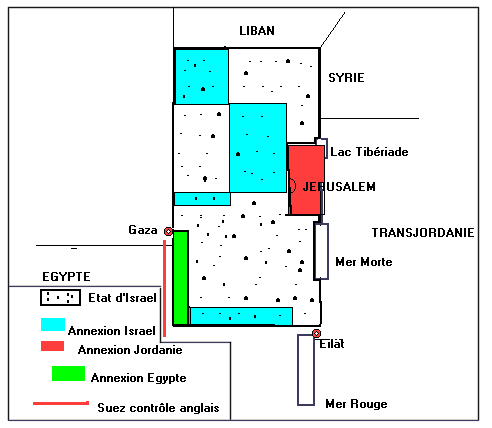 LIBAN
SYRIE
Lac Tibériade
JERUSALEM
Gaza
TRANSJORDANIE
Mer Morte
EGYPTE
Etat d'Israel
Annexion Israel
Annexion Jordanie
Eilât
Annexion Egypte
Suez contrôle anglais
Mer Rouge